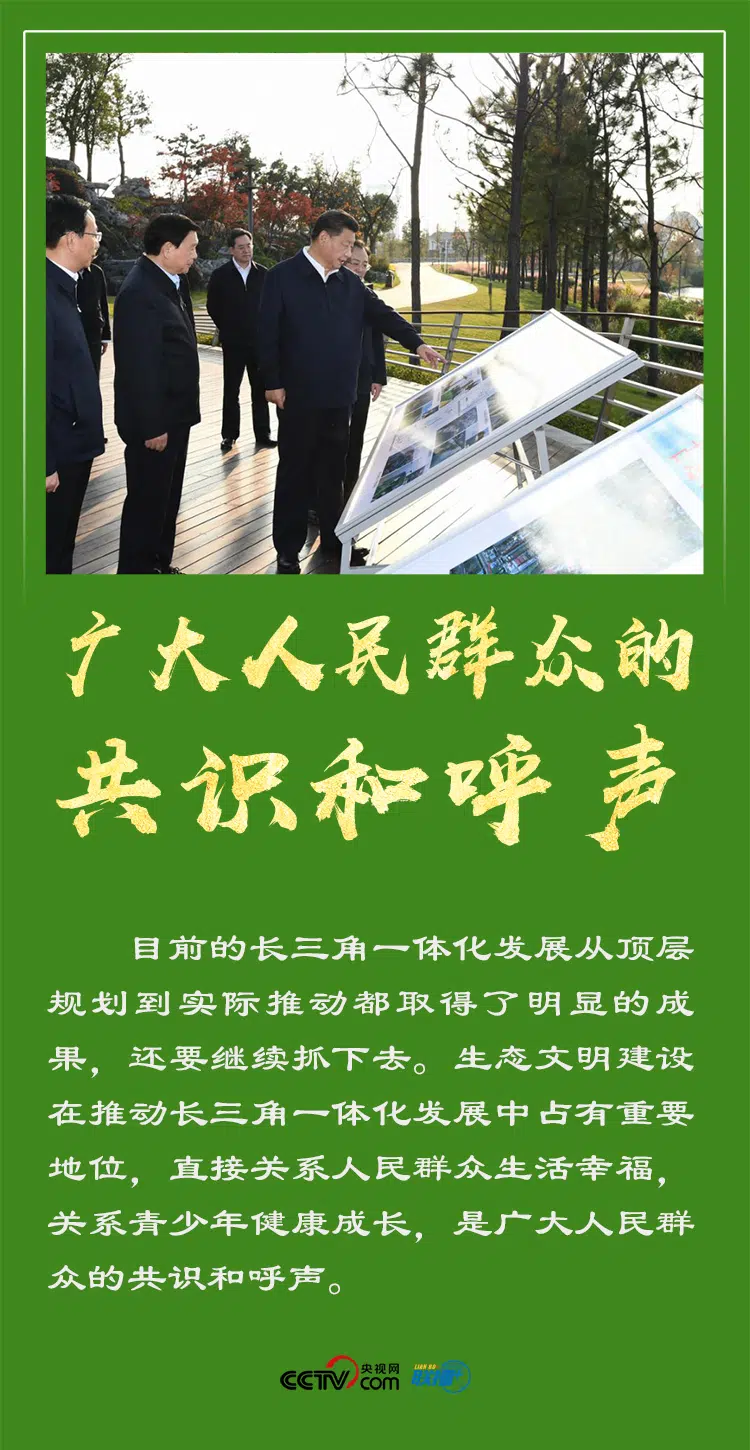 广大人民群众的
共识和呼声
目前的长三角一体化发展从顶层
规划到实际推动都取得了明显的成
果，还要继续抓下去。生态文明建设
在推动长三角一体化发展中占有重要
地位，直接关系人民群众生活幸福，
关系青少年健康成长，是广大人民群
众的共识和呼声。
CCTV 央视网
com